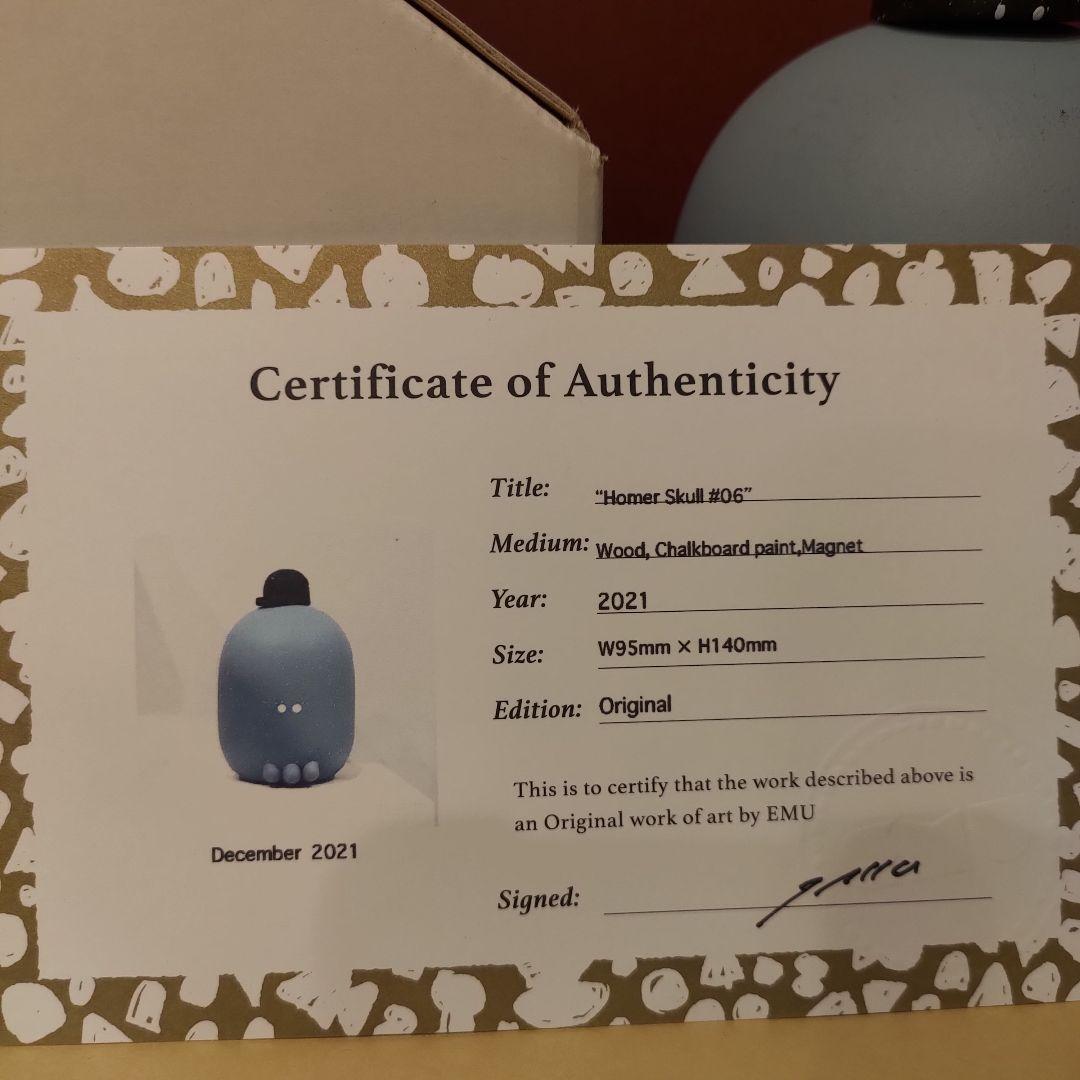 Certificate of Authenticity
Title: “Homer Skull #06”
Medium: Wood, Chalkboard paint,Magnet
Year: 2021
Size: W95mm × H140mm
Edition: Original
This is to certify that the work described above is
an Original work of art by EMU
December 2021
Signed: